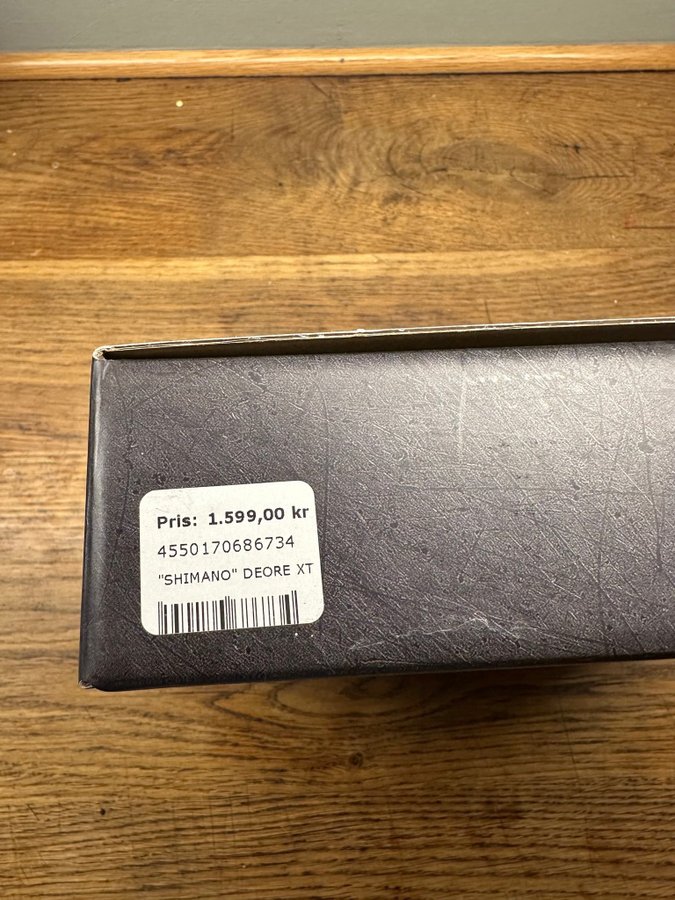 Pris: 1.599,00 kr
4550170686734
"SHIMANO" DEORE XT